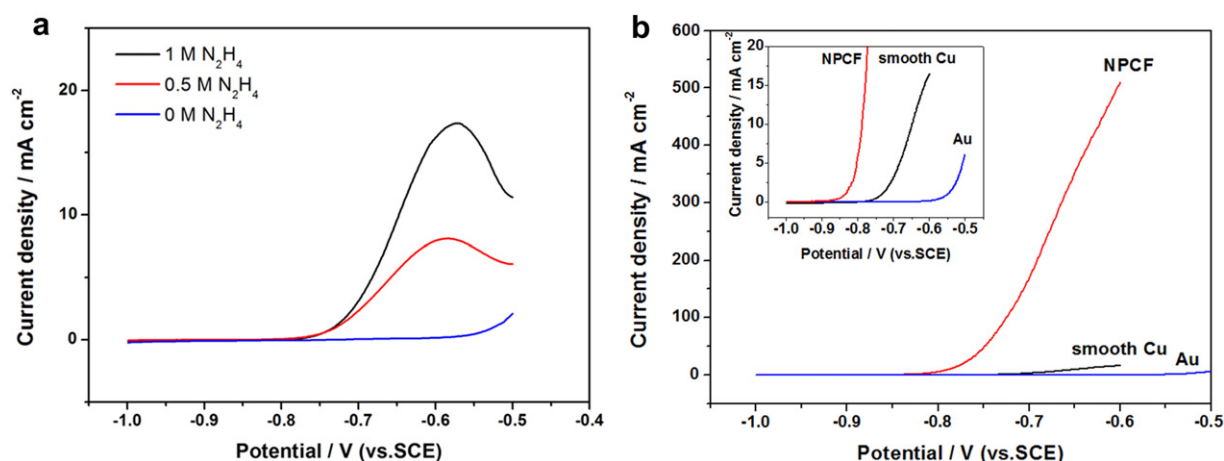 a
Current density / mA cm⁻²
20
10
0
1 M N₂H₄
0.5 M N₂H₄
0 M N₂H₄
-1.0 -0.9 -0.8 -0.7 -0.6 -0.5 -0.4
Potential / V (vs.SCE)
b
Current density / mA cm⁻²
600
500
400
300
200
100
0
NPCF
smooth Cu
Au
-1.0 -0.9 -0.8 -0.7 -0.6 -0.5
Potential / V (vs.SCE)
Current density / mA cm⁻²
20
15
10
5
0
NPCF smooth Cu
Au
-1.0 -0.9 -0.8 -0.7 -0.6 -0.5
Potential / V (vs.SCE)